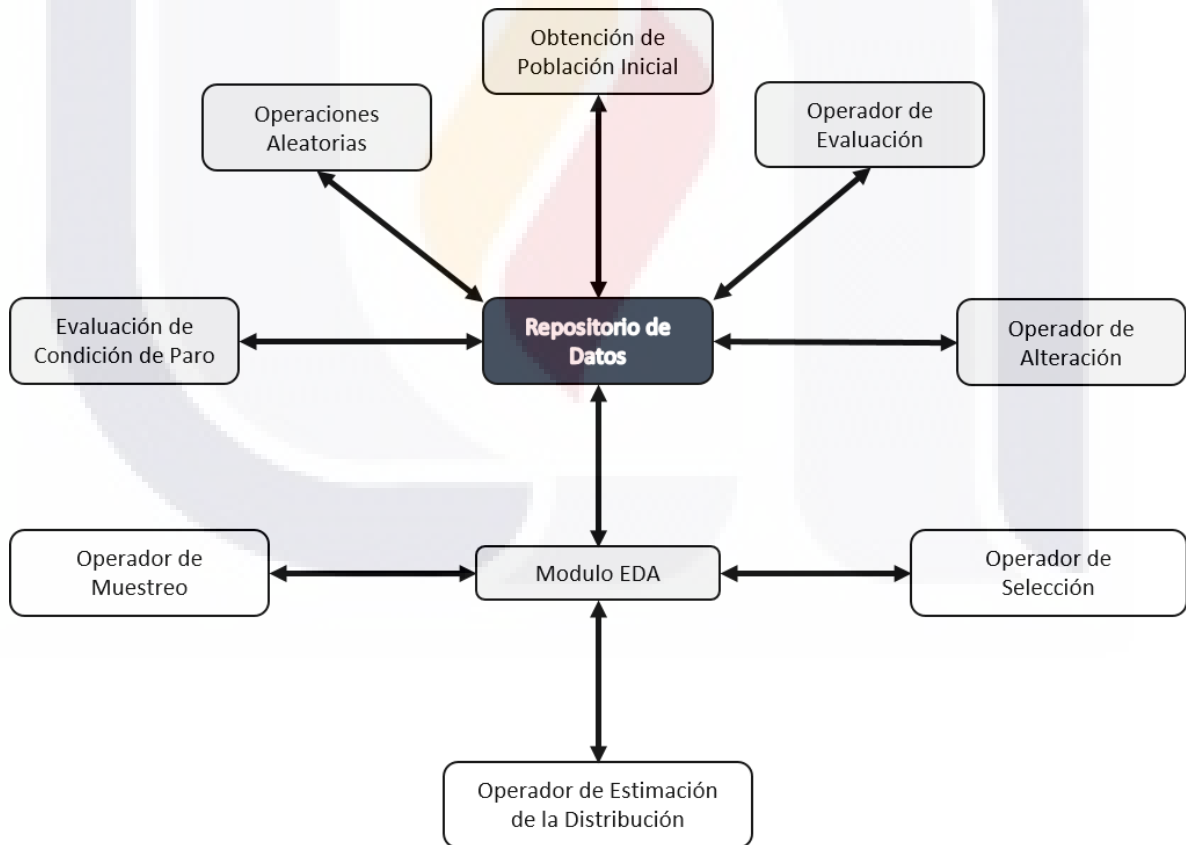 Obtención de
Población Inicial
Operaciones
Aleatorias
Operador de
Evaluación
Evaluación de
Condición de Paro
Repositorio de
Datos
Operador de
Alteración
Operador de
Muestreo
Modulo EDA
Operador de
Selección
Operador de Estimación
de la Distribución